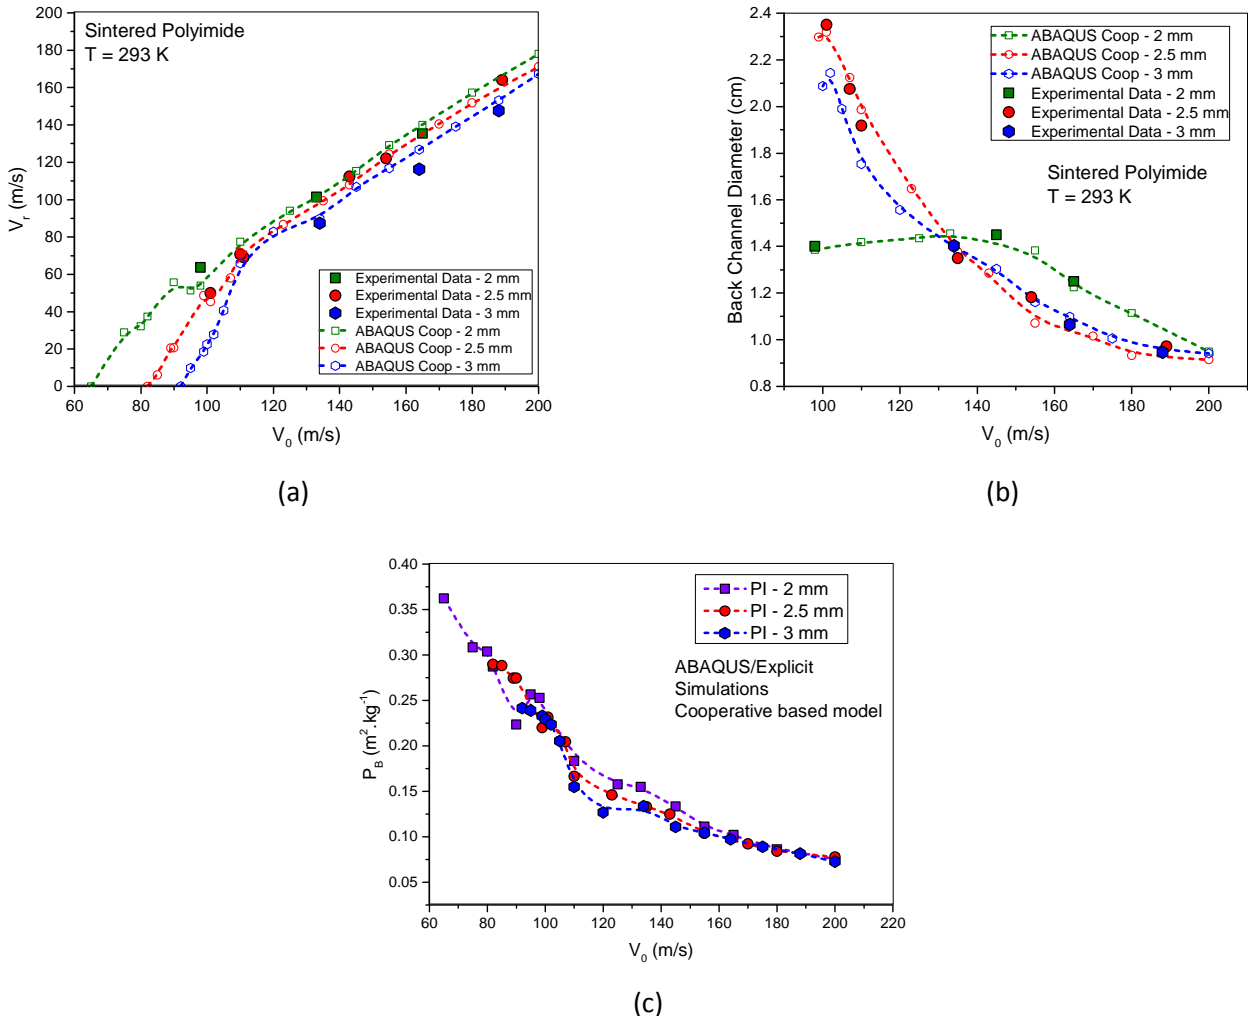 Sintered Polyimide
T = 293 K
V_r (m/s)
200
180
160
140
120
100
80
60
40
20
0
Experimental Data - 2 mm
Experimental Data - 2.5 mm
Experimental Data - 3 mm
ABAQUS Coop - 2 mm
ABAQUS Coop - 2.5 mm
ABAQUS Coop - 3 mm
60 80 100 120 140 160 180 200
V_0 (m/s)
(a)
Back Channel Diameter (cm)
2.4
2.2
2.0
1.8
1.6
1.4
1.2
1.0
0.8
ABAQUS Coop - 2 mm
ABAQUS Coop - 2.5 mm
ABAQUS Coop - 3 mm
Experimental Data - 2 mm
Experimental Data - 2.5 mm
Experimental Data - 3 mm
Sintered Polyimide
T = 293 K
100 120 140 160 180 200
V_0 (m/s)
(b)
P_B (m².kg⁻¹)
0.40
0.35
0.30
0.25
0.20
0.15
0.10
0.05
PI - 2 mm
PI - 2.5 mm
PI - 3 mm
ABAQUS/Explicit
Simulations
Cooperative based model
60 80 100 120 140 160 180 200 220
V_0 (m/s)
(c)